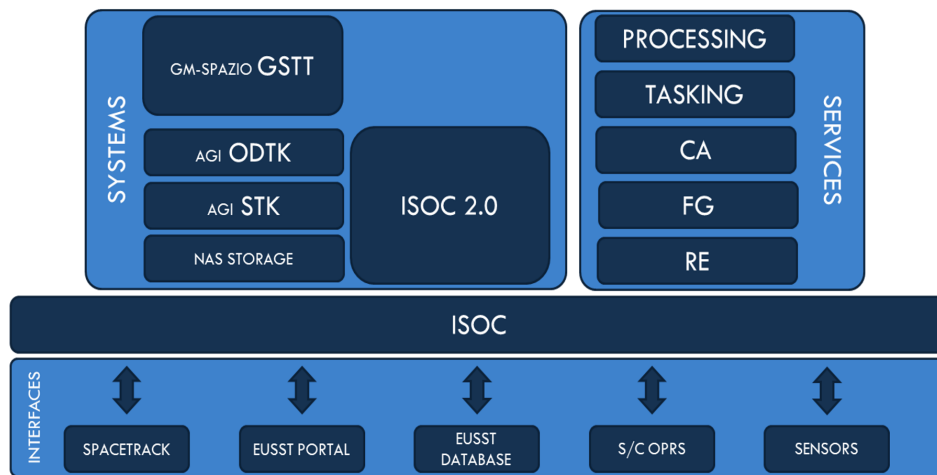 SYSTEMS
GM-SPAZIO GSTT
AGI ODTK
AGI STK
NAS STORAGE
ISOC 2.0
PROCESSING
TASKING
CA
FG
RE
SERVICES
ISOC
INTERFACES
SPACETRACK
EUSST PORTAL
EUSST
DATABASE
S/C OPRS
SENSORS